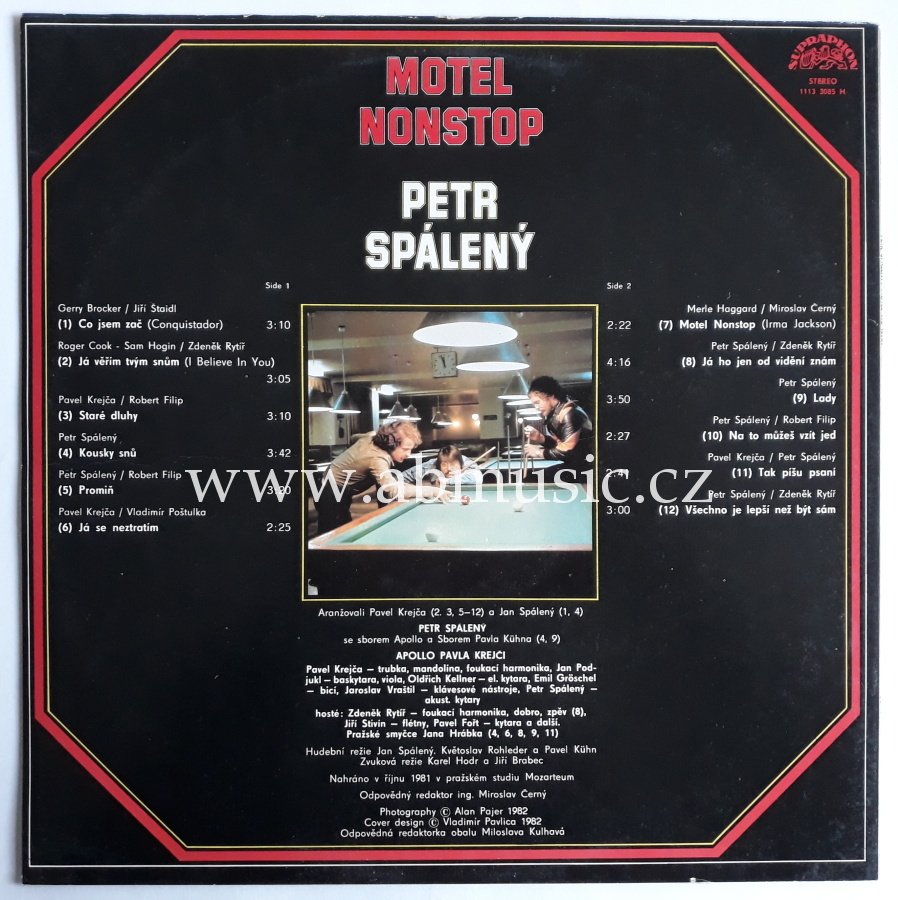 SUPRAPHON
STEREO
1113 3085 H
MOTEL
NONSTOP
PETR
SPÁLENÝ
Side 1
Gerry Brocker / Jiří Štaidl
(1) Co jsem zač (Conquistador) 3:10
Roger Cook - Sam Hogin / Zdeněk Rytíř
(2) Já věřím tvým snům (I Believe In You)
3:05
Pavel Krejča / Robert Filip
(3) Staré dluhy 3:10
Petr Spálený
(4) Kousky snů 3:42
Petr Spálený / Robert Filip
(5) Promiň
Pavel Krejča / Vladimír Poštulka
(6) Já se neztratím 2:25
Side 2
Merle Haggard / Miroslav Černý
2:22 (7) Motel Nonstop (Irma Jackson)
Petr Spálený / Zdeněk Rytíř
4:16 (8) Já ho jen od vidění znám
Petr Spálený
3:50 (9) Lady
Petr Spálený / Robert Filip
2:27 (10) Na to můžeš vzít jed
Pavel Krejča / Petr Spálený
(11) Tak píšu psaní
Petr Spálený / Zdeněk Rytíř
3:00 (12) Všechno je lepší než být sám
www.abmusic.cz
Aranžovali Pavel Krejča (2. 3, 5–12) a Jan Spálený (1, 4)
PETR SPÁLENÝ
se sborem Apollo a Sborem Pavla Kühna (4, 9)
APOLLO PAVLA KREJČI
Pavel Krejča – trubka, mandolína, foukací harmonika, Jan Pod-
jukl – baskytara, viola, Oldřich Kellner – el. kytara, Emil Gröschel
– bicí, Jaroslav Vraštil – klávesové nástroje, Petr Spálený –
akust. kytary
hosté: Zdeněk Rytíř – foukací harmonika, dobro, zpěv (8),
Jiří Stivín – flétny, Pavel Fořt – kytara a další.
Pražské smyčce Jana Hrábka (4, 6, 8, 9, 11)
Hudební režie Jan Spálený, Květoslav Rohleder a Pavel Kühn
Zvuková režie Karel Hodr a Jiří Brabec
Nahráno v říjnu 1981 v pražském studiu Mozarteum
Odpovědný redaktor ing. Miroslav Černý
Photography © Alan Pajer 1982
Cover design © Vladimír Pavlica 1982
Odpovědná redaktorka obalu Miloslava Kulhavá